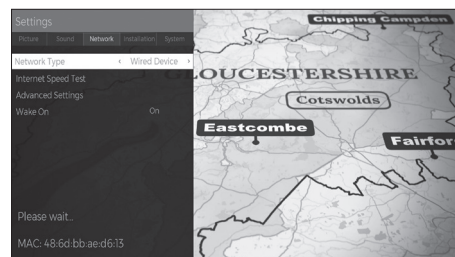 Settings
Picture Sound Network Installation System
Network Type Wired Device
Internet Speed Test
Advanced Settings
Wake On On
Please wait...
MAC: 48:6d:bb:ae:d6:13
Chipping Campden
GLOUCESTERSHIRE
Cotswolds
Eastcombe
Fairfor